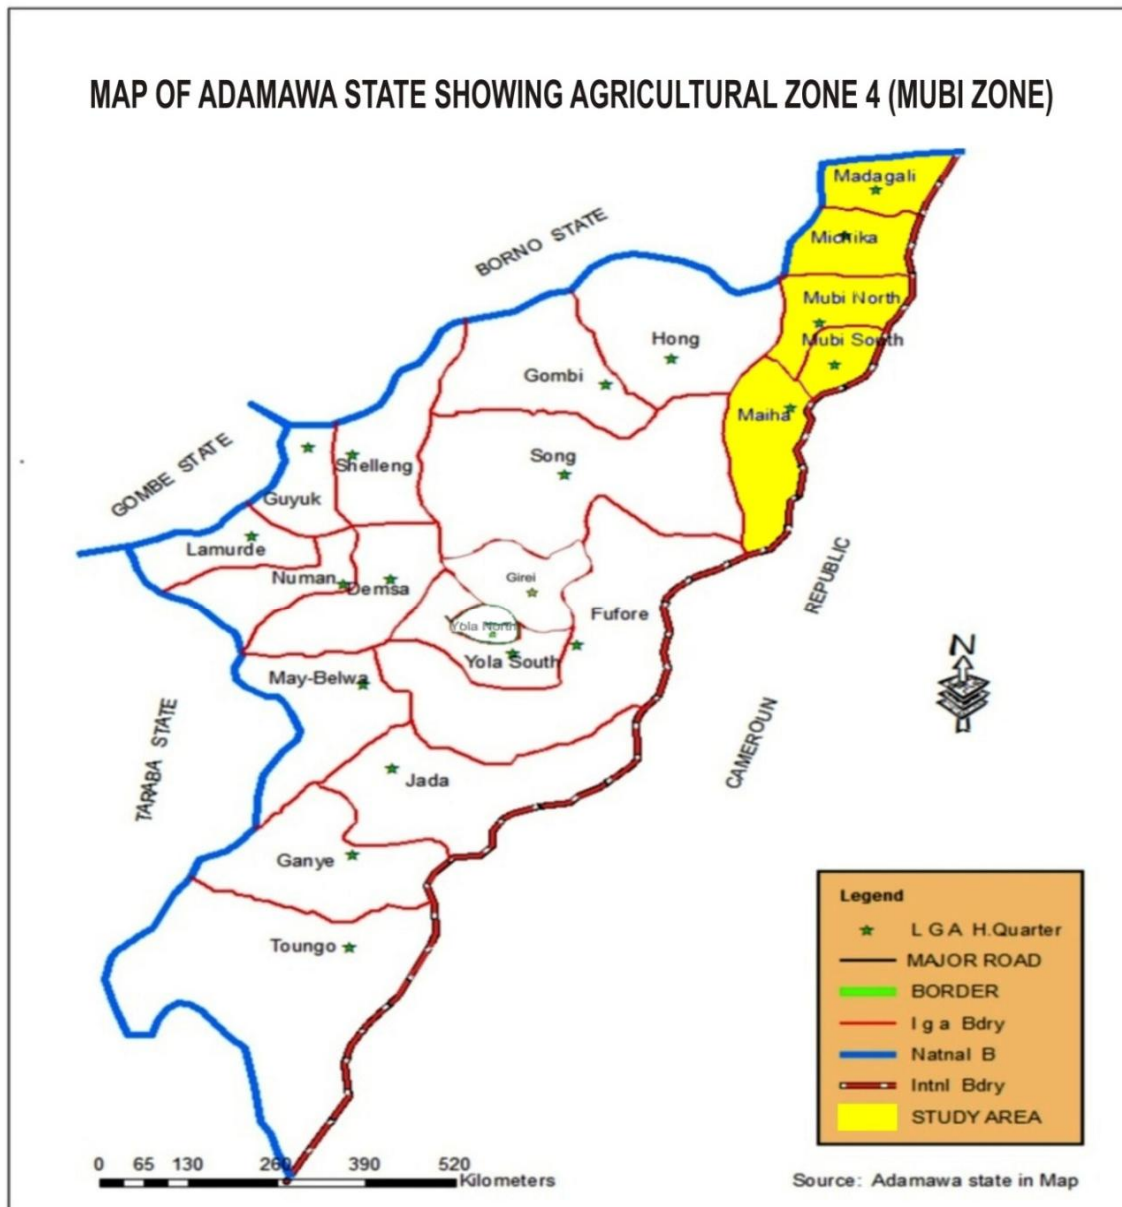 MAP OF ADAMAWA STATE SHOWING AGRICULTURAL ZONE 4 (MUBI ZONE)
Madagali
BORNO STATE
Michika
Mubi North
Mubi South
Hong
Gombi
Maiha
GOMBE STATE
Shelleng
Song
Guyuk
Lamurde
Numan
Demsa
Girei
Fufore
REPUBLIC
Yola North
Yola South
May-Belwa
N
TARABA STATE
CAMEROUN
Jada
Ganye
Toungo
Legend
L G A H.Quarter
MAJOR ROAD
BORDER
l g a Bdry
Natnal B
Intnl Bdry
STUDY AREA
0 65 130 260 390 520
Kilometers
Source: Adamawa state in Map